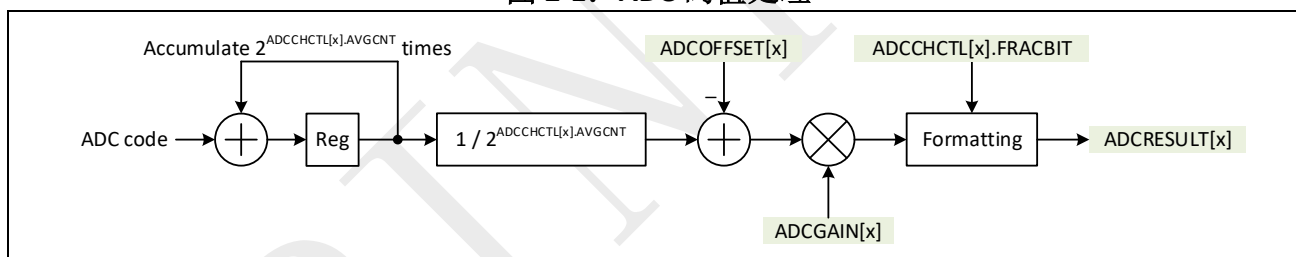 Accumulate 2^ADCCHCTL[x].AVGCNT times
ADCOFFSET[x]
ADCCHCTL[x].FRACBIT
–
ADC code
Reg
1 / 2^ADCCHCTL[x].AVGCNT
Formatting
ADCRESULT[x]
ADCGAIN[x]